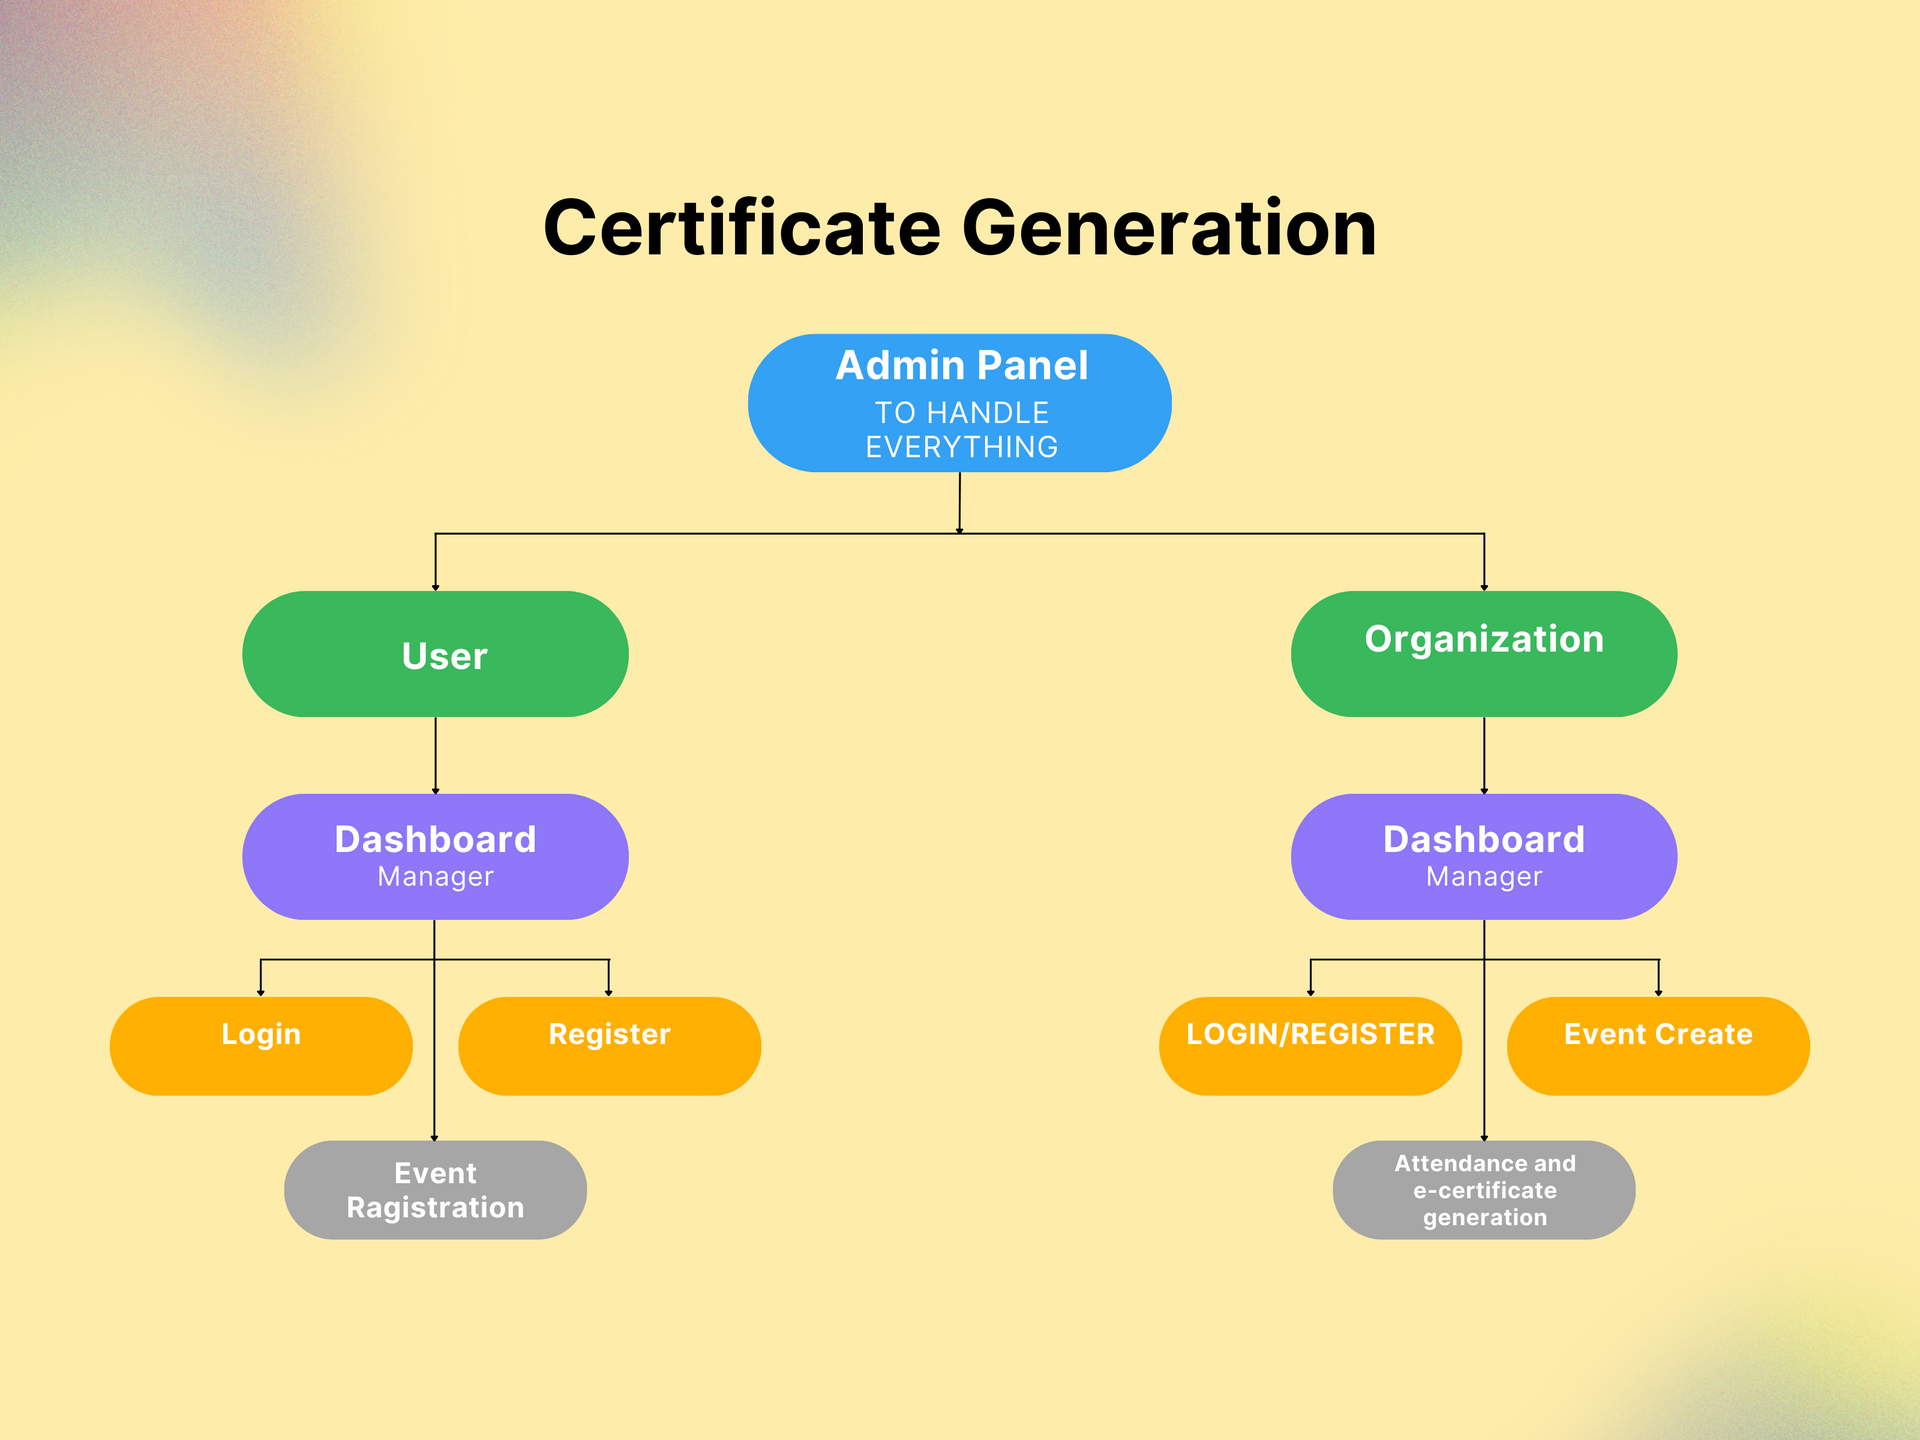 Certificate Generation
Admin Panel
TO HANDLE
EVERYTHING
User
Organization
Dashboard
Manager
Dashboard
Manager
Login
Register
LOGIN/REGISTER
Event Create
Event
Ragistration
Attendance and
e-certificate
generation